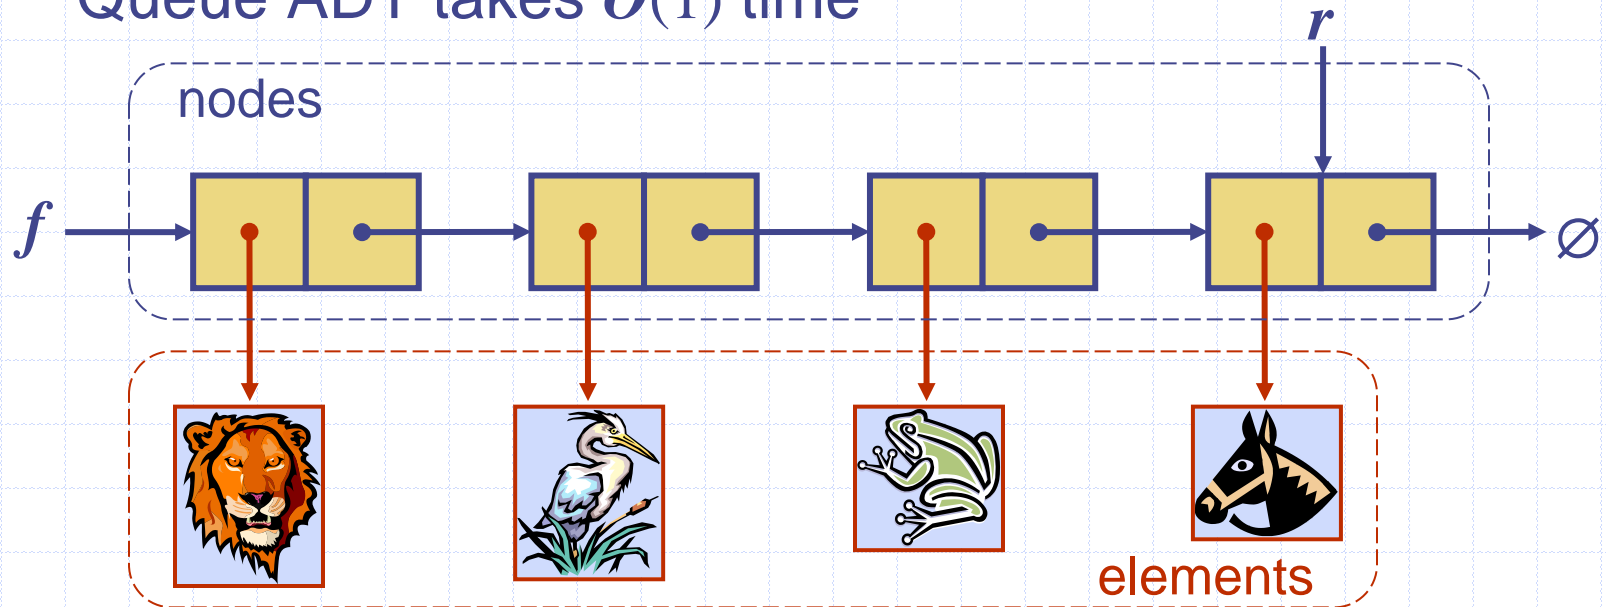 Queue ADT takes O(1) time
r
nodes
f
∅
elements